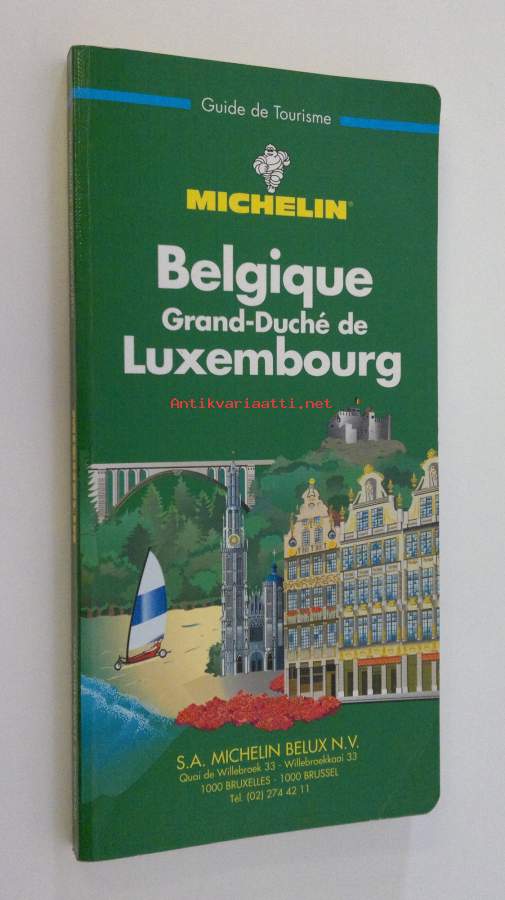 Guide de Tourisme
MICHELIN
Belgique
Grand-Duché de
Luxembourg
Antikvariaatti.net
S.A. MICHELIN BELUX N.V.
Quai de Willebroek 33 - Willebroekkaai 33
1000 BRUXELLES - 1000 BRUSSEL
Tél. (02) 274 42 11
MICHELIN